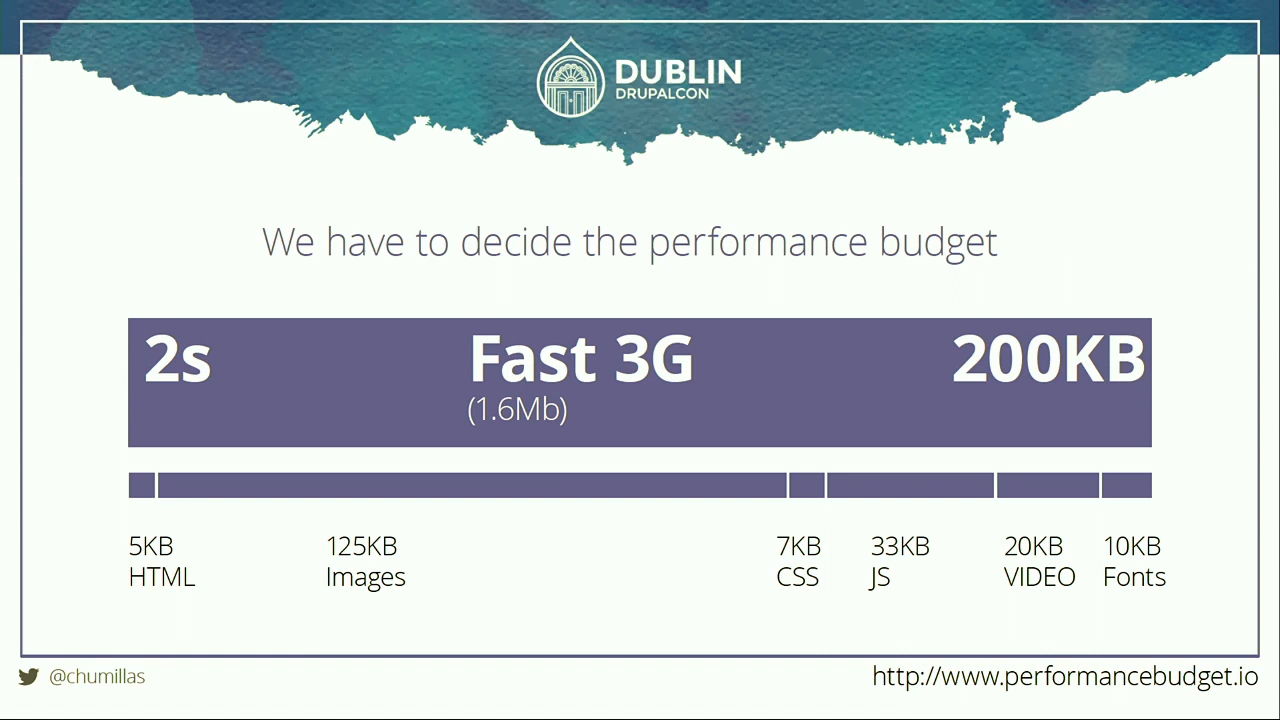 DUBLIN
DRUPALCON
We have to decide the performance budget
2s Fast 3G 200KB
(1.6Mb)
5KB 125KB 7KB 33KB 20KB 10KB
HTML Images CSS JS VIDEO Fonts
@chumillas http://www.performancebudget.io